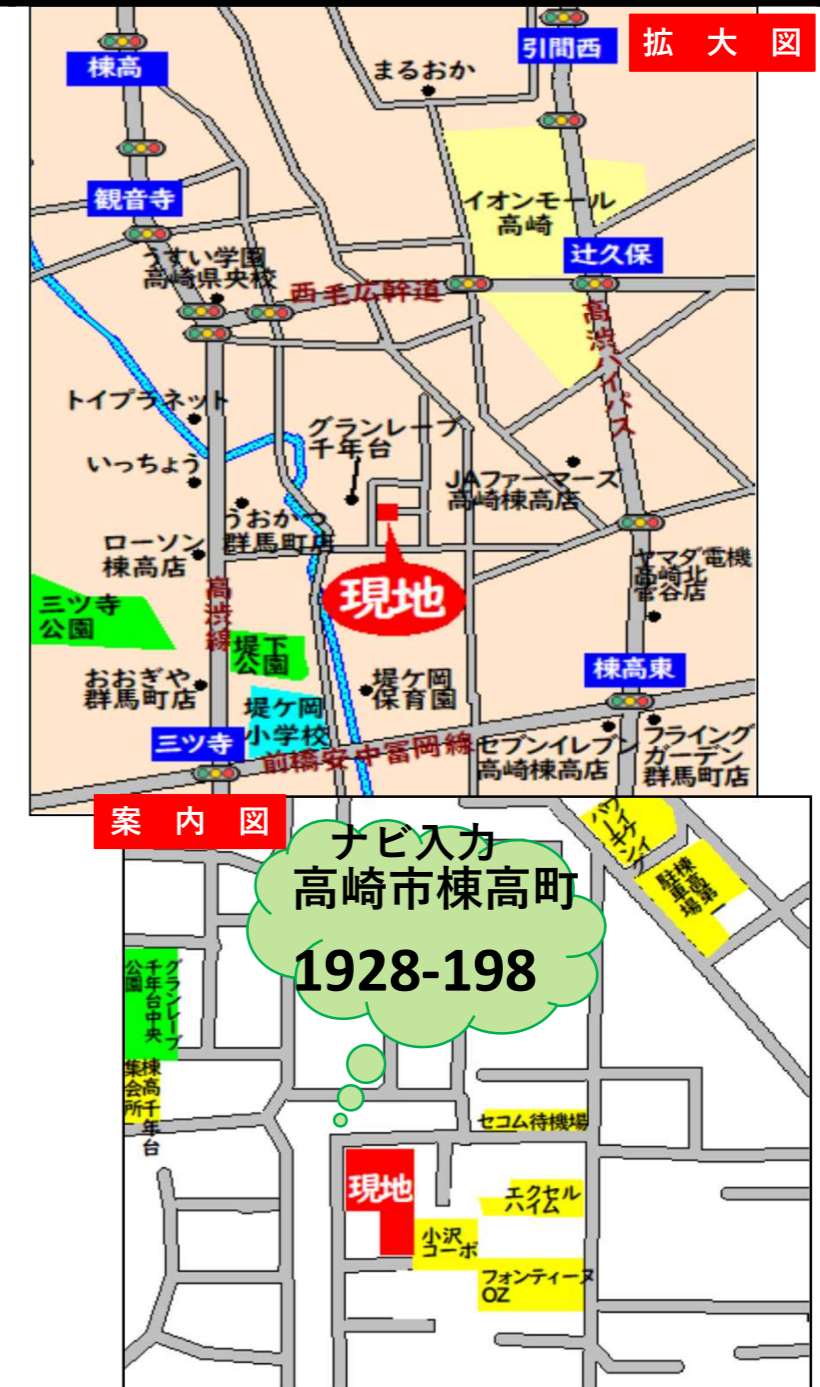 拡大図
引間西
棟高
まるおか
観音寺
イオンモール
高崎
辻久保
うすい学園
高崎県央校
西毛広幹道
高渋バイパス
トイプラネット
グランレーブ
千年台
いっちょう
JAファーマーズ
高崎棟高店
うおかつ
群馬町店
ローソン
棟高店
ヤマダ電機
高崎北
菅谷店
現地
三ツ寺
公園
高渋線
堤下
公園
棟高東
おおぎや
群馬町店
堤ケ岡
保育園
堤ケ岡
小学校
三ツ寺
前橋安中富岡線
セブンイレブン
高崎棟高店
フライング
ガーデン
群馬町店
案内図
ナビ入力
高崎市棟高町
1928-198
棟高第一
駐車場
グランレーブ
千年台中央
公園
棟高千年台
集会所
セコム待機場
現地
エクセル
ハイム
小沢
コーポ
フォンティーヌ
OZ